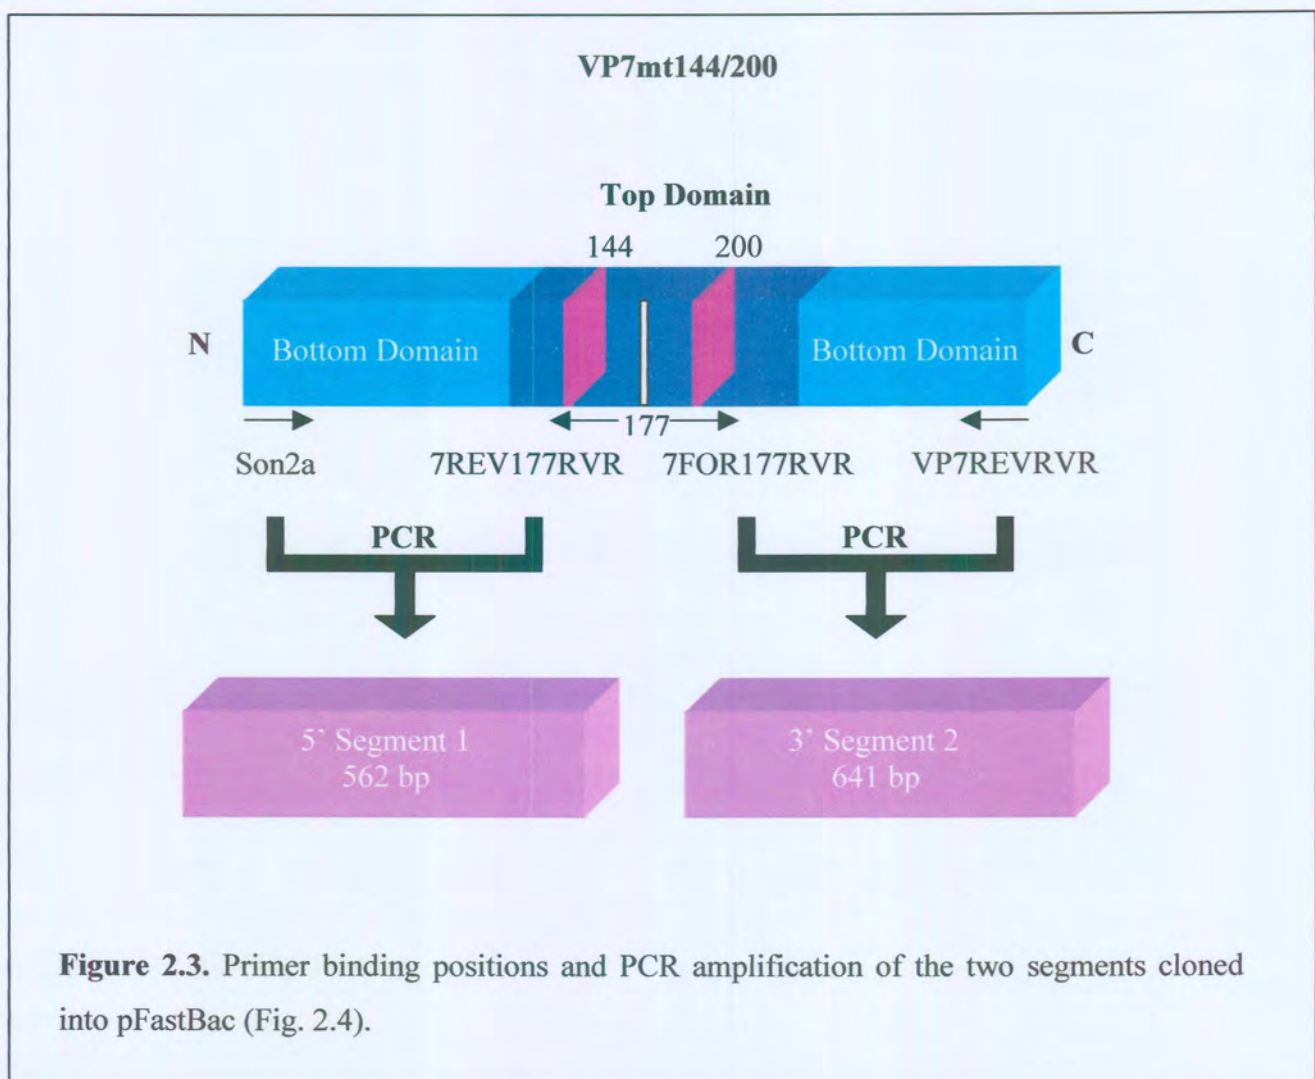 VP7mt144/200
Top Domain
144 200
N Bottom Domain Bottom Domain C
177
Son2a 7REV177RVR 7FOR177RVR VP7REVRVR
PCR PCR
5’ Segment 1 3’ Segment 2
562 bp 641 bp
Figure 2.3. Primer binding positions and PCR amplification of the two segments cloned
into pFastBac (Fig. 2.4).